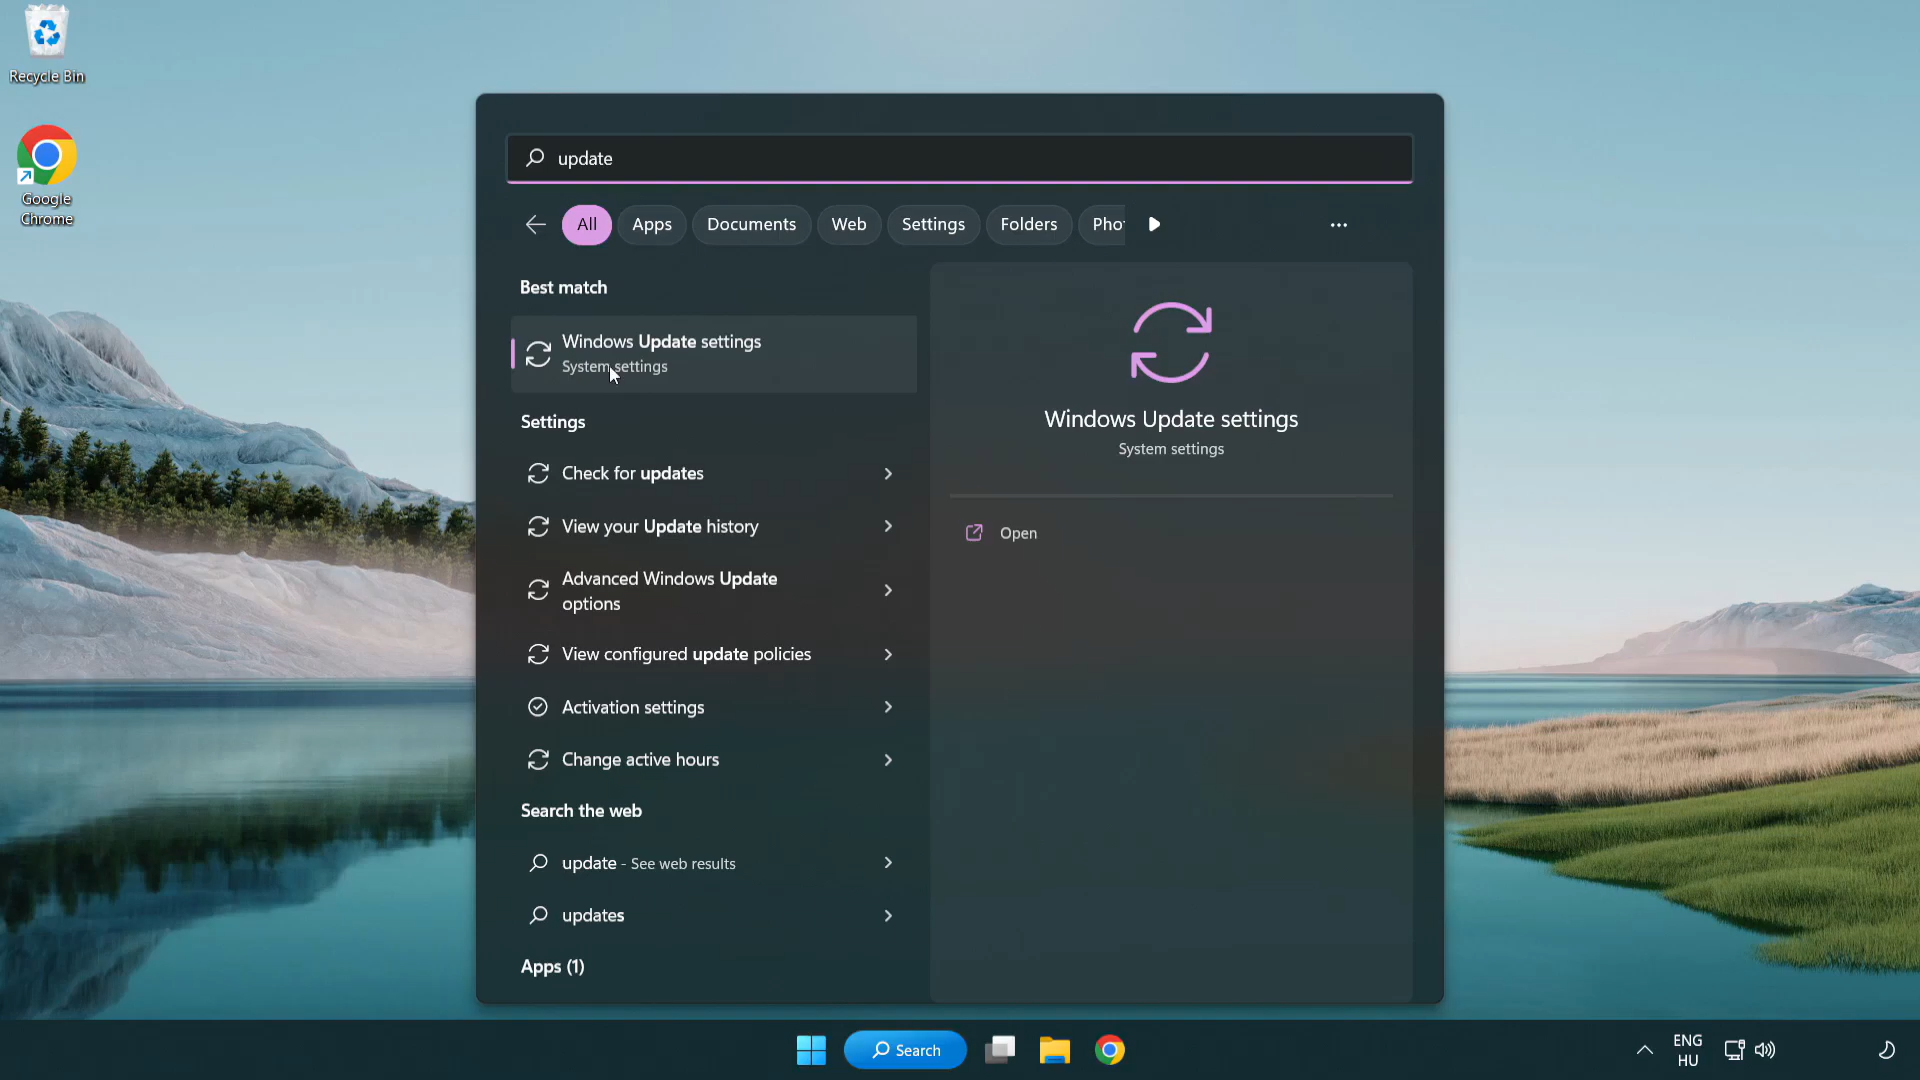 Recycle Bin
Google
Chrome
update
All
Apps
Documents
Web
Settings
Folders
Pho
Best match
Windows Update settings
System settings
Settings
Check for updates
View your Update history
Advanced Windows Update
options
View configured update policies
Activation settings
Change active hours
Search the web
update - See web results
updates
Apps (1)
Windows Update settings
System settings
Open
Search
ENG
HU